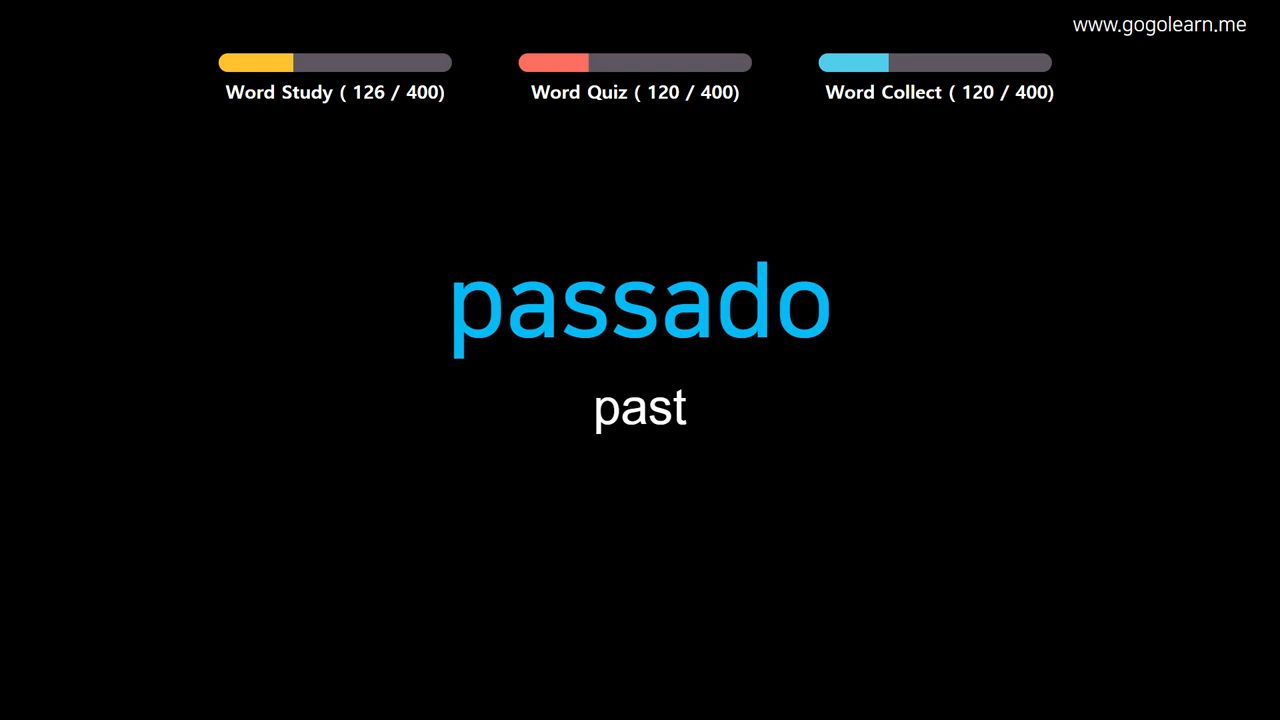 www.gogolearn.me
Word Study ( 126 / 400)
Word Quiz ( 120 / 400)
Word Collect ( 120 / 400)
passado
past